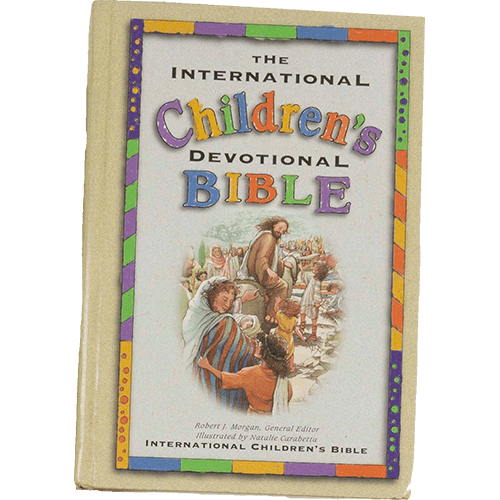 THE
INTERNATIONAL
Children's
DEVOTIONAL
BIBLE
Robert J. Morgan, General Editor
Illustrated by Natalie Carabetta
INTERNATIONAL CHILDREN'S BIBLE